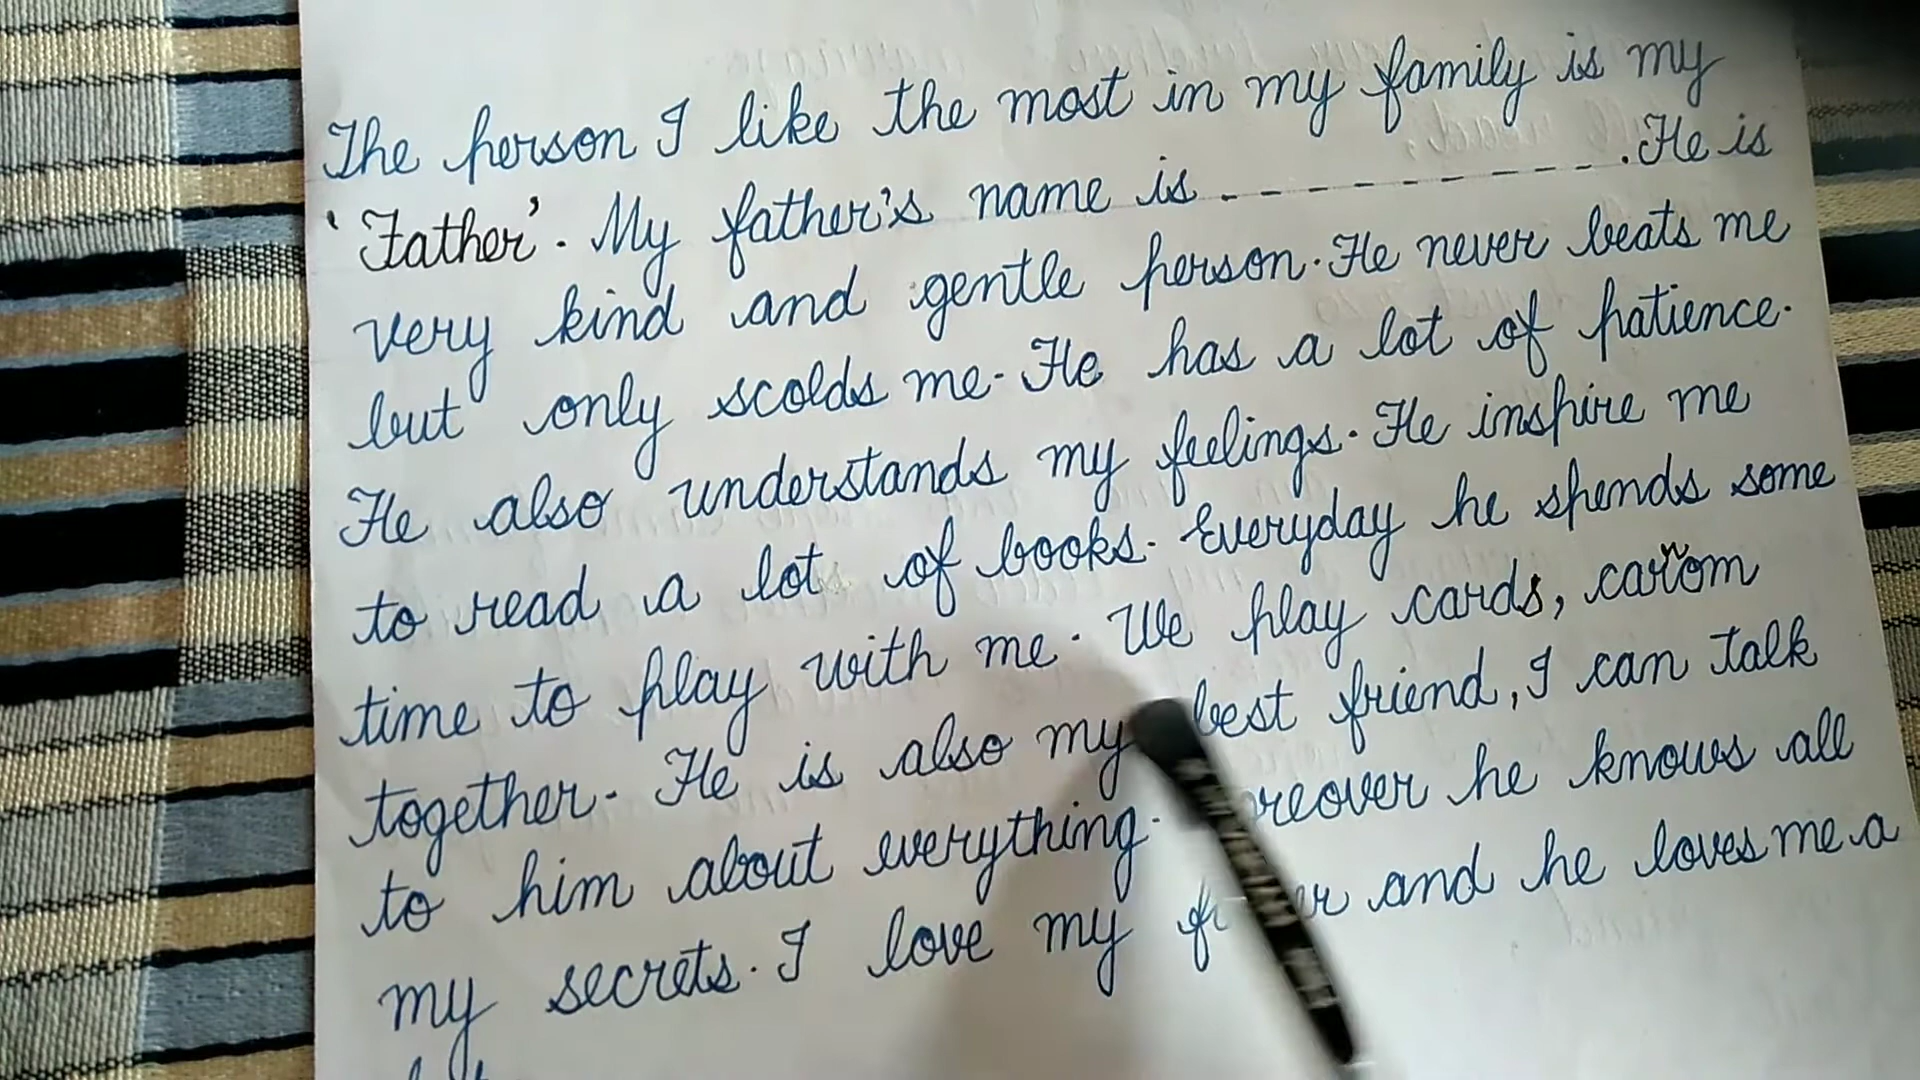 The person I like the most in my family is my
'Father'. My father's name is - - - - - - - - - - . He is
very kind and gentle person. He never beats me
but only scolds me. He has a lot of patience.
He also understands my feelings. He inspire me
to read a lot of books. Everyday he spends some
time to play with me. We play cards, carrom
together. He is also my best friend, I can talk
to him about everything. he knows all
my secrets. I love my and he loves me a